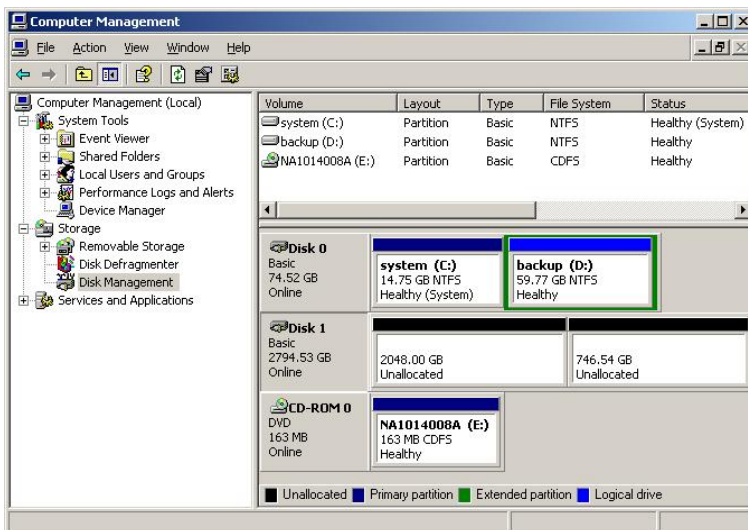 Computer Management
File Action View Window Help
Computer Management (Local)
System Tools
Event Viewer
Shared Folders
Local Users and Groups
Performance Logs and Alerts
Device Manager
Storage
Removable Storage
Disk Defragmenter
Disk Management
Services and Applications
Volume Layout Type File System Status
system (C:) Partition Basic NTFS Healthy (System)
backup (D:) Partition Basic NTFS Healthy
NA1014008A (E:) Partition Basic CDFS Healthy
Disk 0
Basic
74.52 GB
Online
system (C:)
14.75 GB NTFS
Healthy (System)
backup (D:)
59.77 GB NTFS
Healthy
Disk 1
Basic
2794.53 GB
Online
2048.00 GB
Unallocated
746.54 GB
Unallocated
CD-ROM 0
DVD
163 MB
Online
NA1014008A (E:)
163 MB CDFS
Healthy
Unallocated Primary partition Extended partition Logical drive